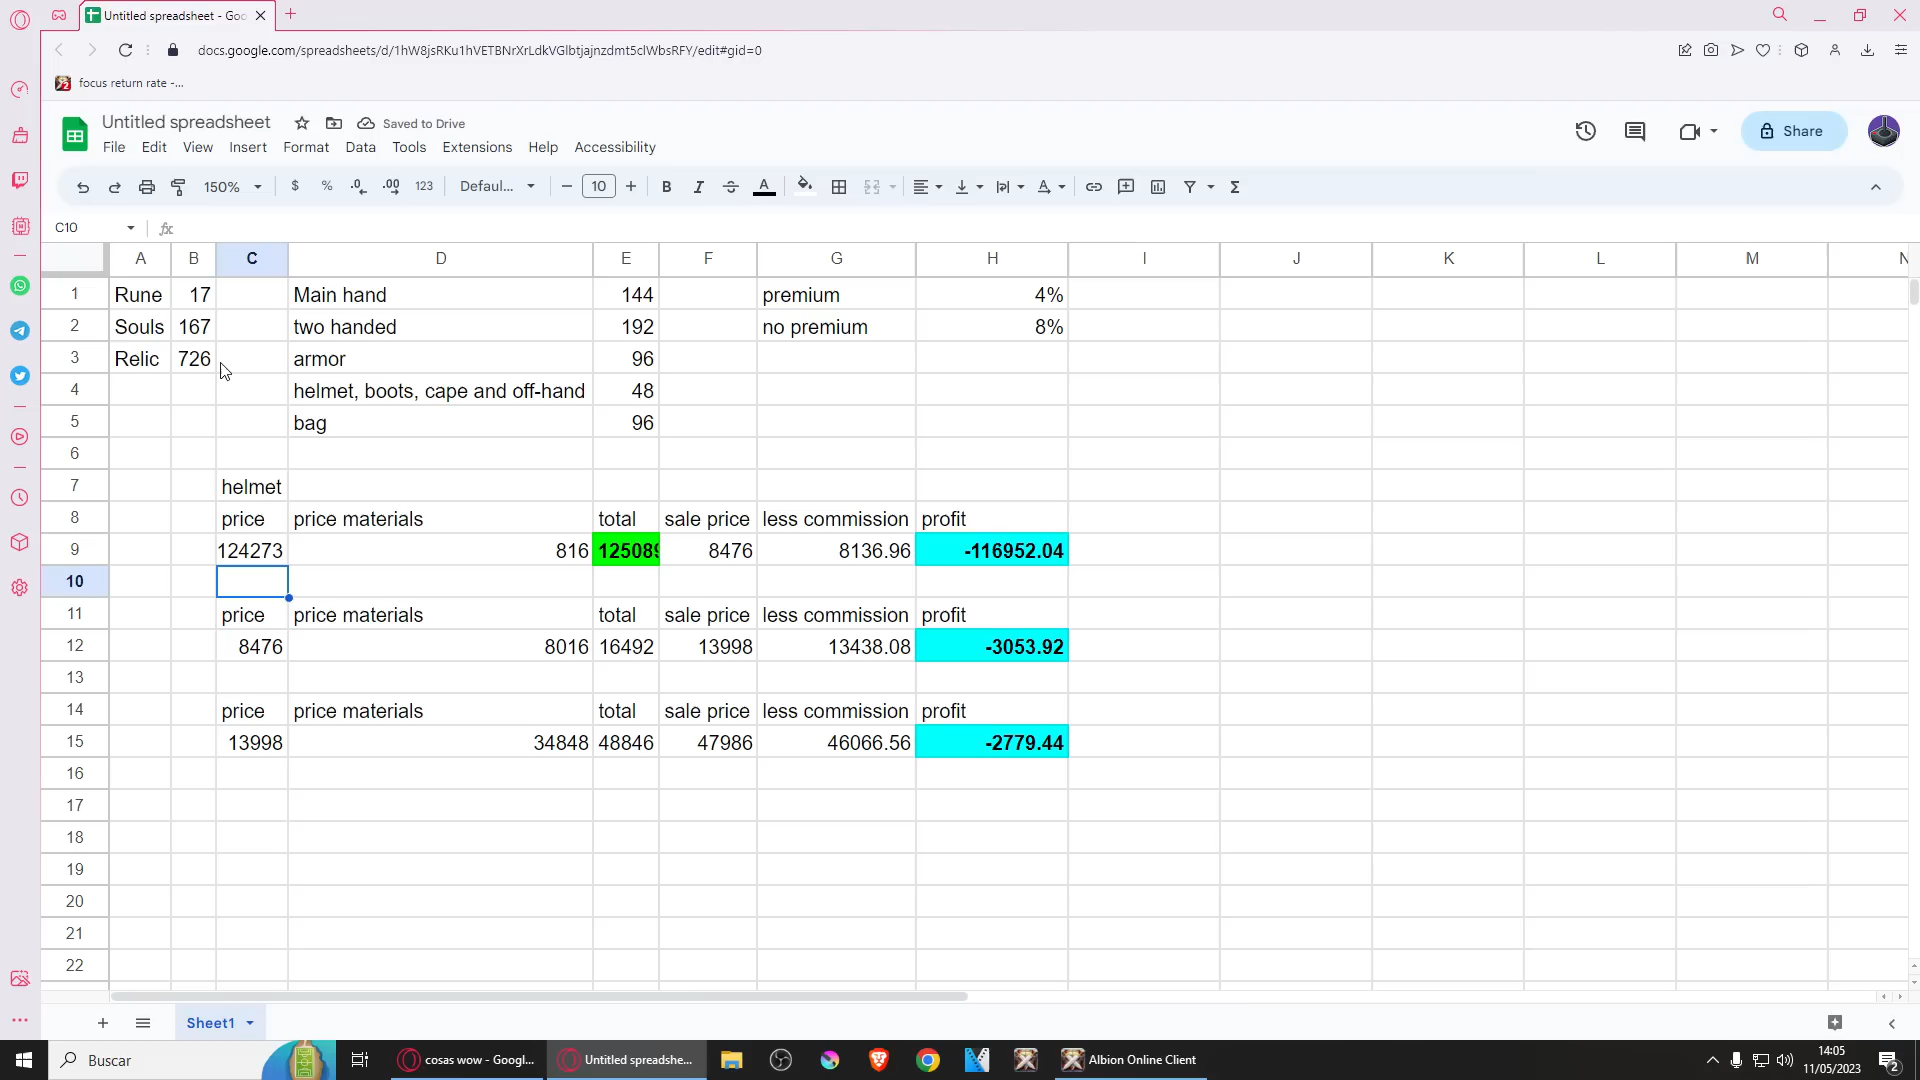 Untitled spreadsheet - Goo
docs.google.com/spreadsheets/d/1hW8jsRKu1hVETBNrXrLdkVGlbtjajnzdmt5clWbsRFY/edit#gid=0
focus return rate -...
Untitled spreadsheet
Saved to Drive
Share
File Edit View Insert Format Data Tools Extensions Help Accessibility
150% $ % .0 .00 123 Defaul... 10 B I A
C10 fx
A B C D E F G H I J K L M N
1 Rune 17 Main hand 144 premium 4%
2 Souls 167 two handed 192 no premium 8%
3 Relic 726 armor 96
4 helmet, boots, cape and off-hand 48
5 bag 96
6
7 helmet
8 price price materials total sale price less commission profit
9 124273 816 125089 8476 8136.96 -116952.04
10
11 price price materials total sale price less commission profit
12 8476 8016 16492 13998 13438.08 -3053.92
13
14 price price materials total sale price less commission profit
15 13998 34848 48846 47986 46066.56 -2779.44
16
17
18
19
20
21
22
Sheet1
Buscar
cosas wow - Googl...
Untitled spreadshe...
Albion Online Client
14:05
11/05/2023
2